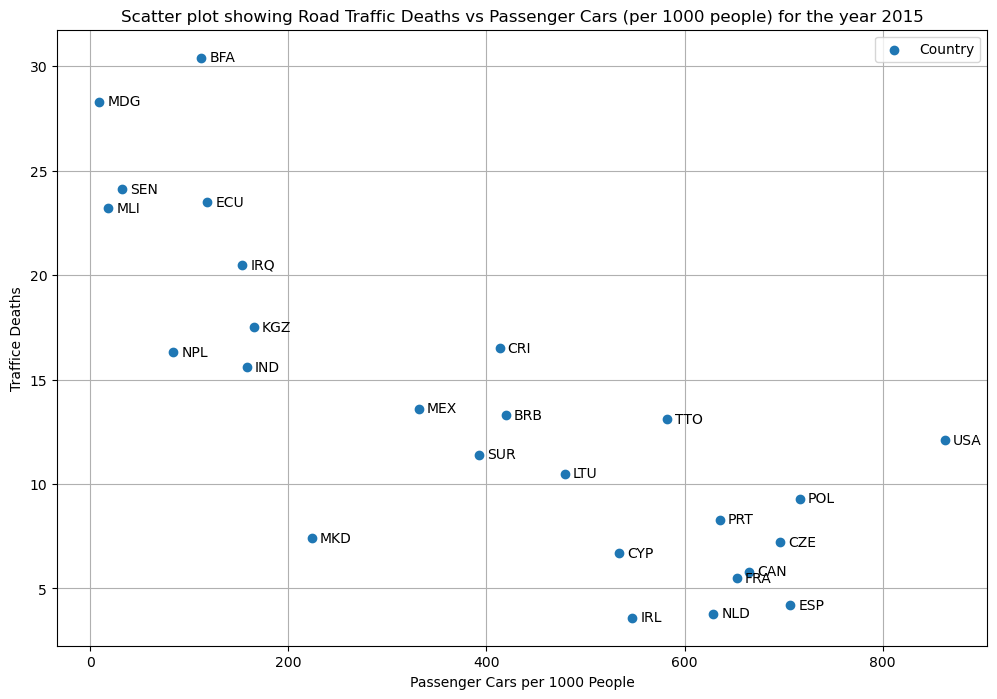 Scatter plot showing Road Traffic Deaths vs Passenger Cars (per 1000 people) for the year 2015
Country
BFA
30
MDG
25
SEN
MLI
ECU
IRQ
20
KGZ
CRI
NPL
IND
15
MEX
BRB
TTO
USA
SUR
LTU
10
POL
PRT
MKD
CZE
CYP
CAN
FRA
5
ESP
NLD
IRL
Traffice Deaths
0 200 400 600 800
Passenger Cars per 1000 People